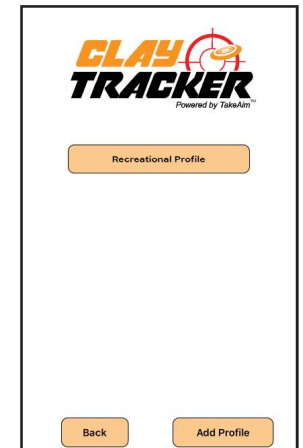 CLAY
TRACKER
Powered by TakeAim™
Recreational Profile
Back
Add Profile